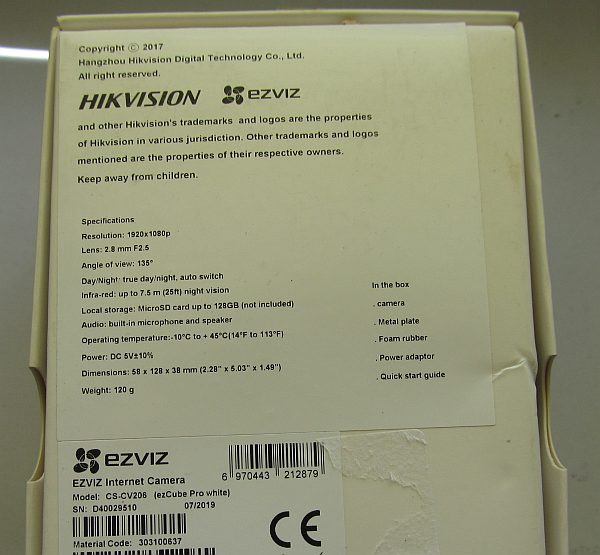 Copyright © 2017
Hangzhou Hikvision Digital Technology Co., Ltd.
All right reserved.
HIKVISION ezviz
and other Hikvision's trademarks and logos are the properties
of Hikvision in various jurisdiction. Other trademarks and logos
mentioned are the properties of their respective owners.
Keep away from children.
Specifications
Resolution: 1920x1080p
Lens: 2.8 mm F2.5
Angle of view: 135°
Day/Night: true day/night, auto switch
Infra-red: up to 7.5 m (25ft) night vision
Local storage: MicroSD card up to 128GB (not included)
Audio: built-in microphone and speaker
Operating temperature:-10°C to + 45°C(14°F to 113°F)
Power: DC 5V±10%
Dimensions: 58 x 128 x 38 mm (2.28" x 5.03" x 1.49")
Weight: 120 g
In the box
. camera
. Metal plate
. Foam rubber
. Power adaptor
. Quick start guide
ezviz
EZVIZ Internet Camera
Model: CS-CV206 (ezCube Pro white)
SN: D40029510 07/2019
Material Code: 303100637
6 970443 212879
CE